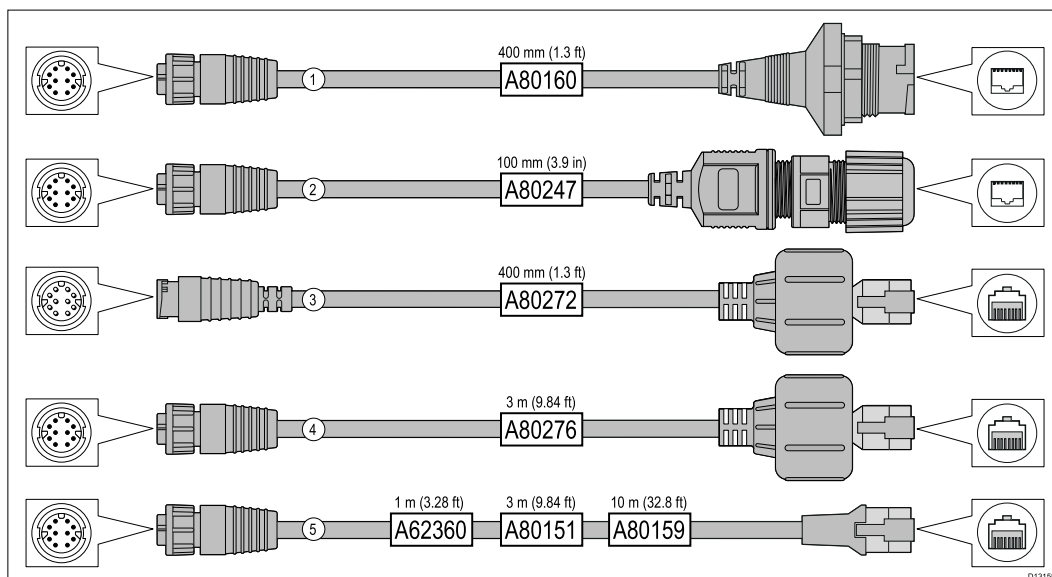 400 mm (1.3 ft)
1
A80160
100 mm (3.9 in)
2
A80247
400 mm (1.3 ft)
3
A80272
3 m (9.84 ft)
4
A80276
1 m (3.28 ft) 3 m (9.84 ft) 10 m (32.8 ft)
5
A62360 A80151 A80159